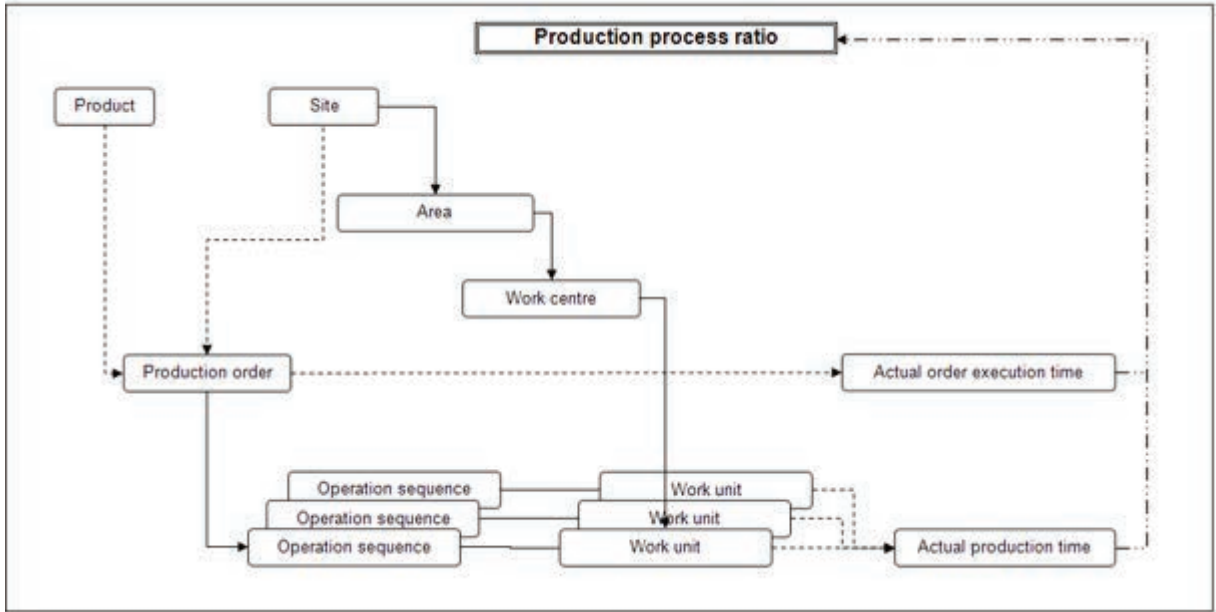 Production process ratio
Product
Site
Area
Work centre
Production order
Actual order execution time
Operation sequence
Work unit
Operation sequence
Work unit
Operation sequence
Work unit
Actual production time